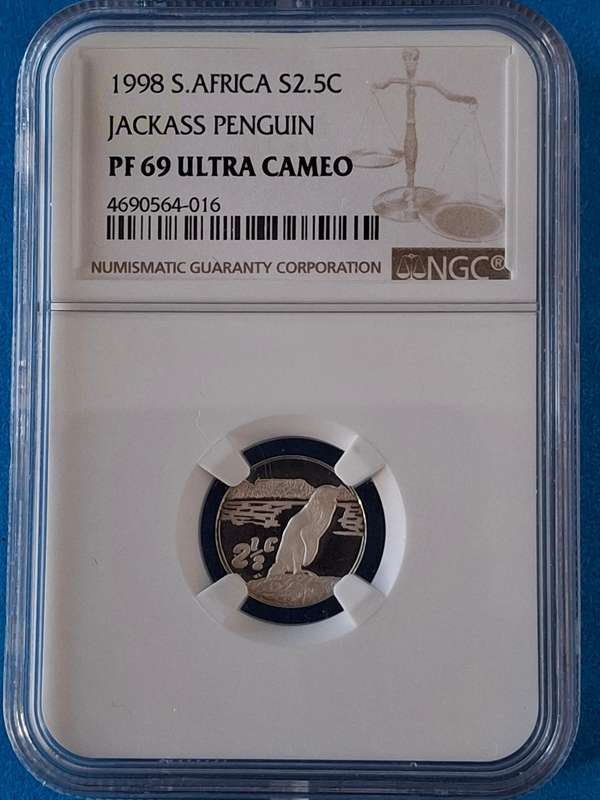 1998 S.AFRICA S2.5C
JACKASS PENGUIN
PF 69 ULTRA CAMEO
4690564-016
NUMISMATIC GUARANTY CORPORATION NGC®
2½C